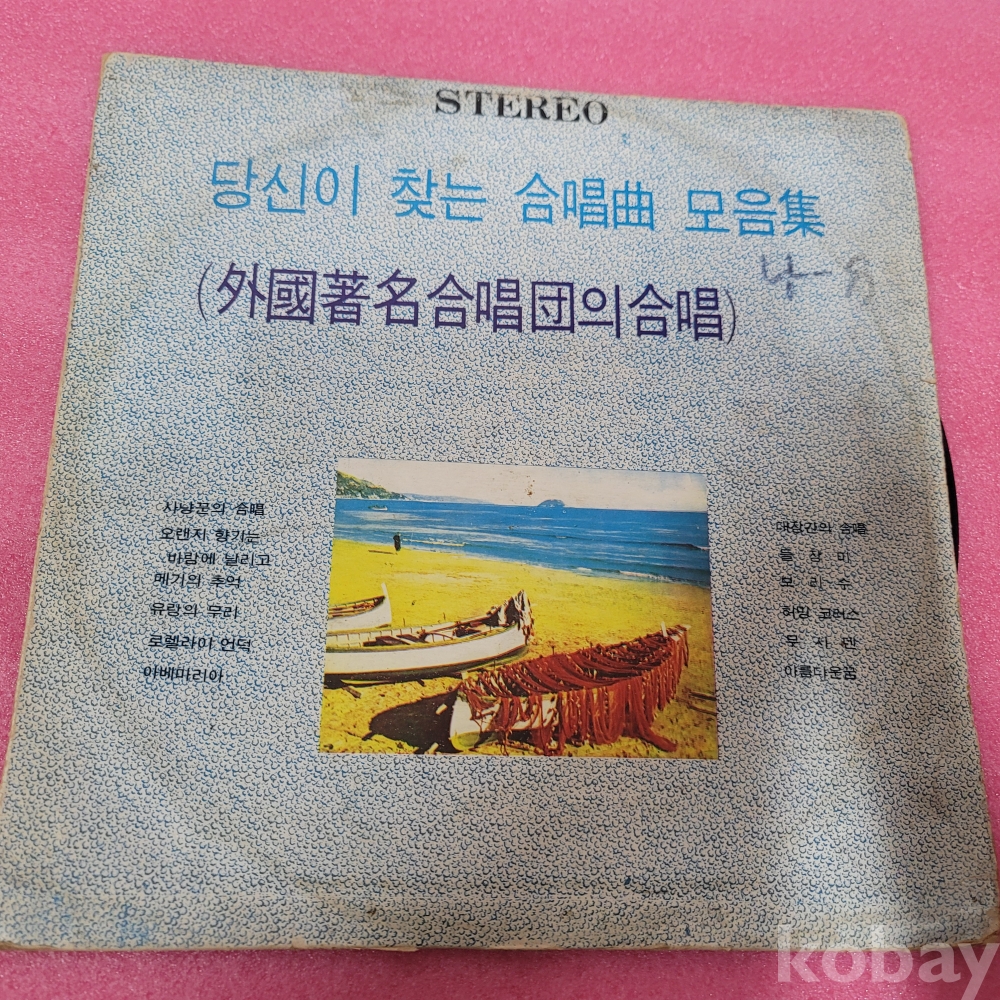 STEREO
당신이 찾는 合唱曲 모음集
(外國著名合唱団의合唱)
사냥꾼의 合唱
오랜지 향기는
바람에 날리고
메기의 추억
유랑의 무리
로렐라이 언덕
아베마리아
대장간의 合唱
들장미
보리수
허밍 코러스
무시덴
아름다운꿈
kobay